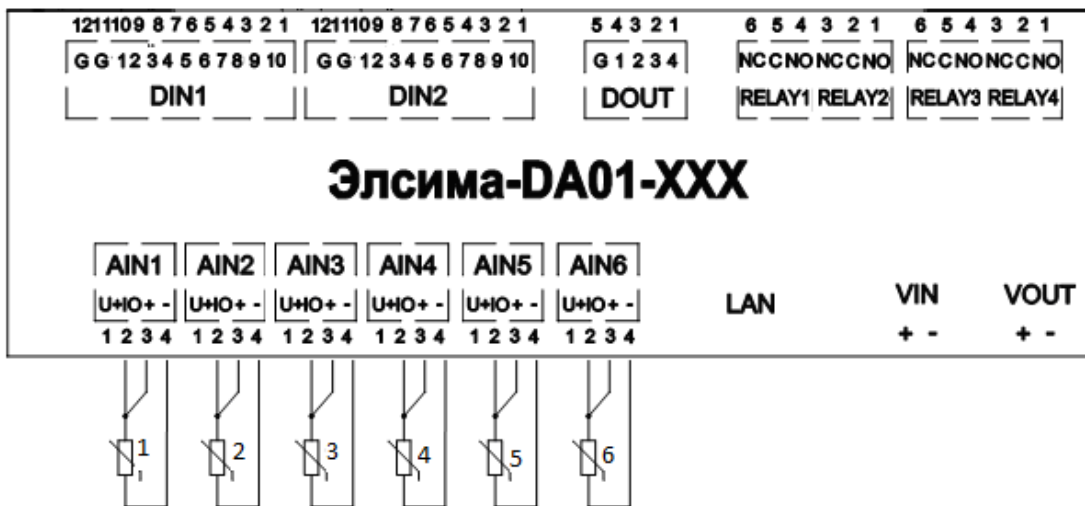 121110 9 8 7 6 5 4 3 2 1 121110 9 8 7 6 5 4 3 2 1 5 4 3 2 1 6 5 4 3 2 1 6 5 4 3 2 1
G G 1 2 3 4 5 6 7 8 9 10 G G 1 2 3 4 5 6 7 8 9 10 G 1 2 3 4 NC C NO NC C NO NC C NO NC C NO
DIN1 DIN2 DOUT RELAY1 RELAY2 RELAY3 RELAY4
Элсима-DA01-XXX
AIN1 AIN2 AIN3 AIN4 AIN5 AIN6
U+IO+ - U+IO+ - U+IO+ - U+IO+ - U+IO+ - U+IO+ - LAN VIN VOUT
1 2 3 4 1 2 3 4 1 2 3 4 1 2 3 4 1 2 3 4 1 2 3 4 + - + -
1 2 3 4 5 6